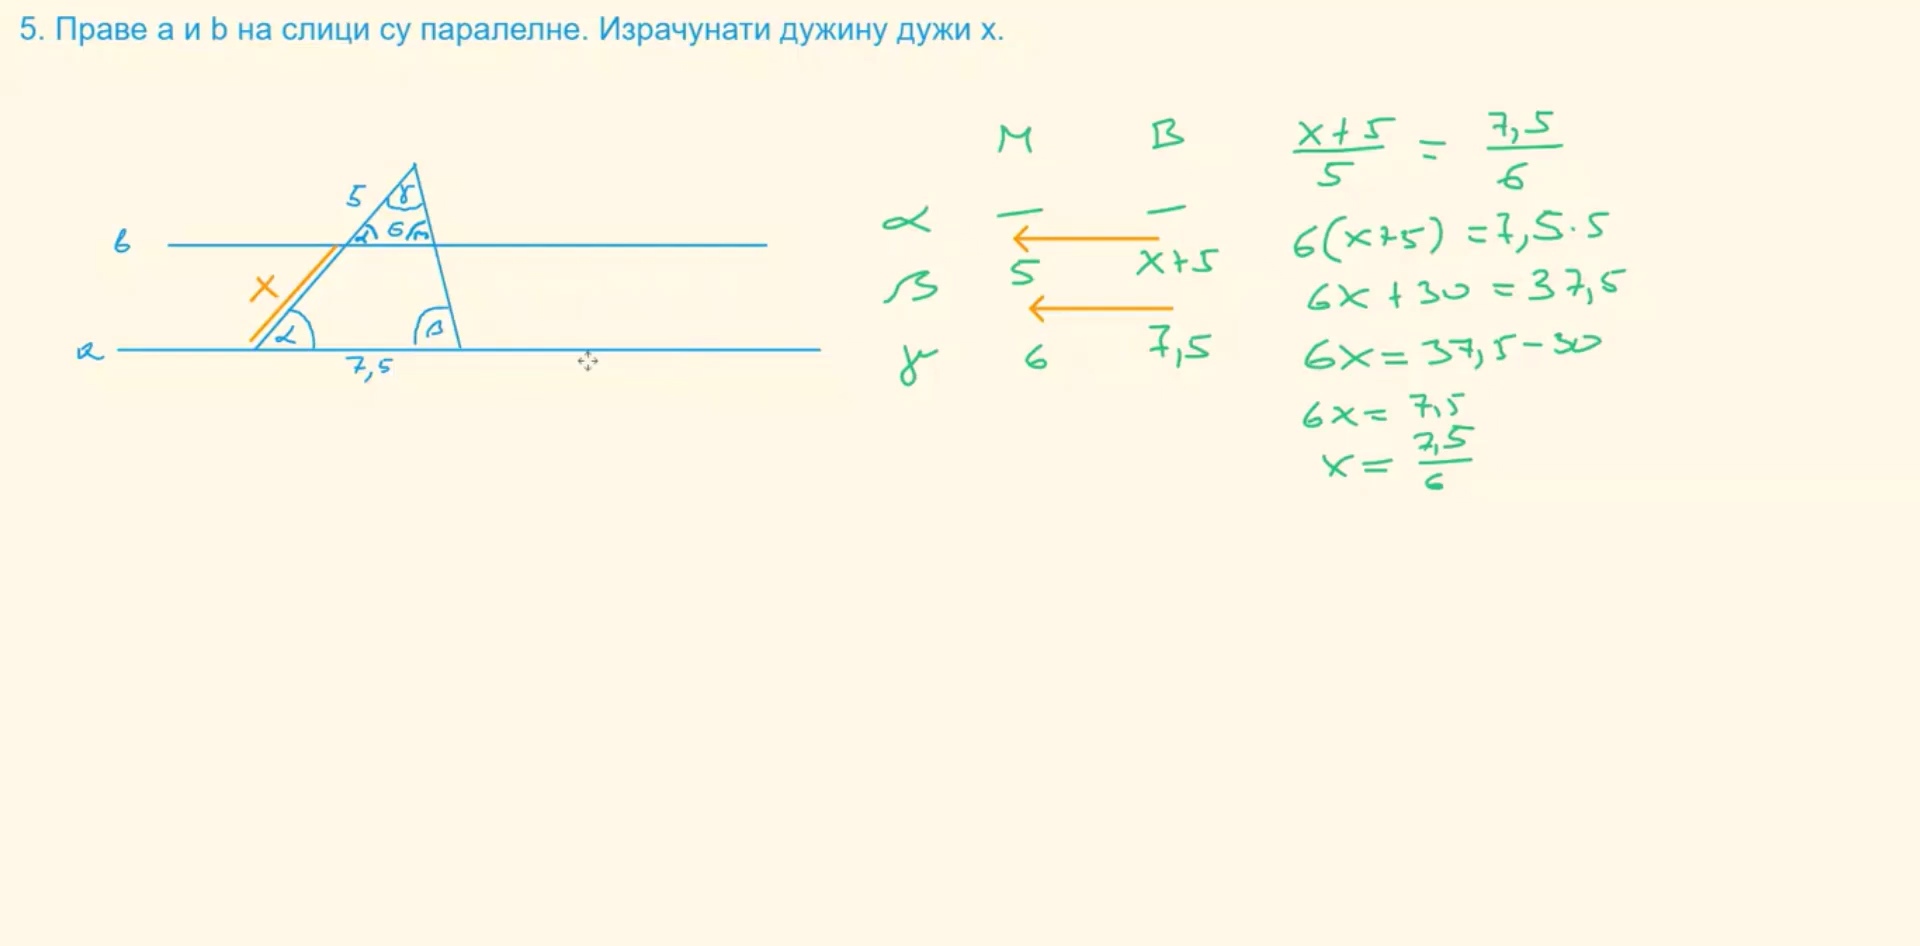 5. Праве a и b на слици су паралелне. Израчунати дужину дужи x.
5 γ
α 6 β
b
x
α β
a
7,5
M B
α — —
β 5 x+5
γ 6 7,5
x+5/5 = 7,5/6
6(x+5) = 7,5·5
6x + 30 = 37,5
6x = 37,5 - 30
6x = 7,5
x = 7,5/6